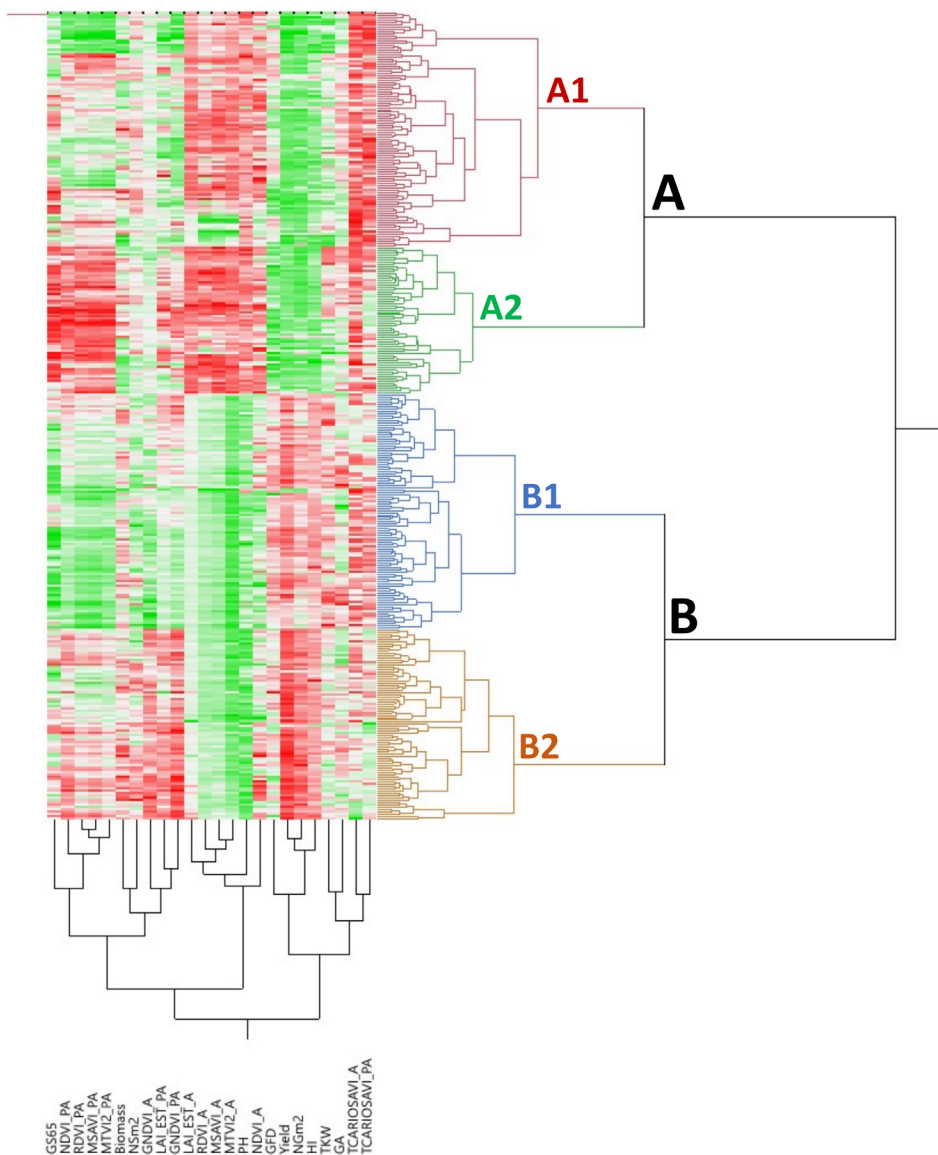 A1
A
A2
B1
B
B2
GS65
NDVI_PA
RDVI_PA
MSAVI_PA
MTVI2_PA
Biomass
NSm2
GNDVI_A
LAI_EST_PA
GNDVI_PA
LAI_EST_A
RDVI_A
MSAVI_A
MTVI2_A
PH
NDVI_A
GFD
Yield
NGm2
HI
TKW
GA
TCARIOSAVI_A
TCARIOSAVI_PA